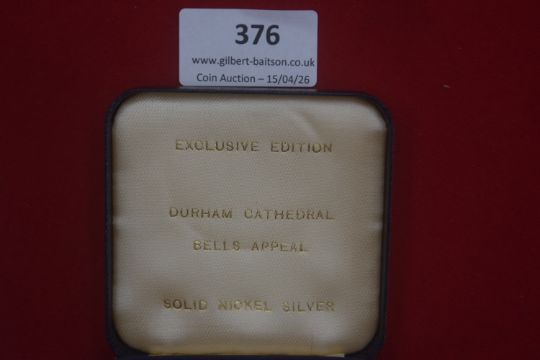 376
www.gilbert-baitson.co.uk
Coin Auction – 15/04/26
EXCLUSIVE EDITION
DURHAM CATHEDRAL
BELLS APPEAL
SOLID NICKEL SILVER